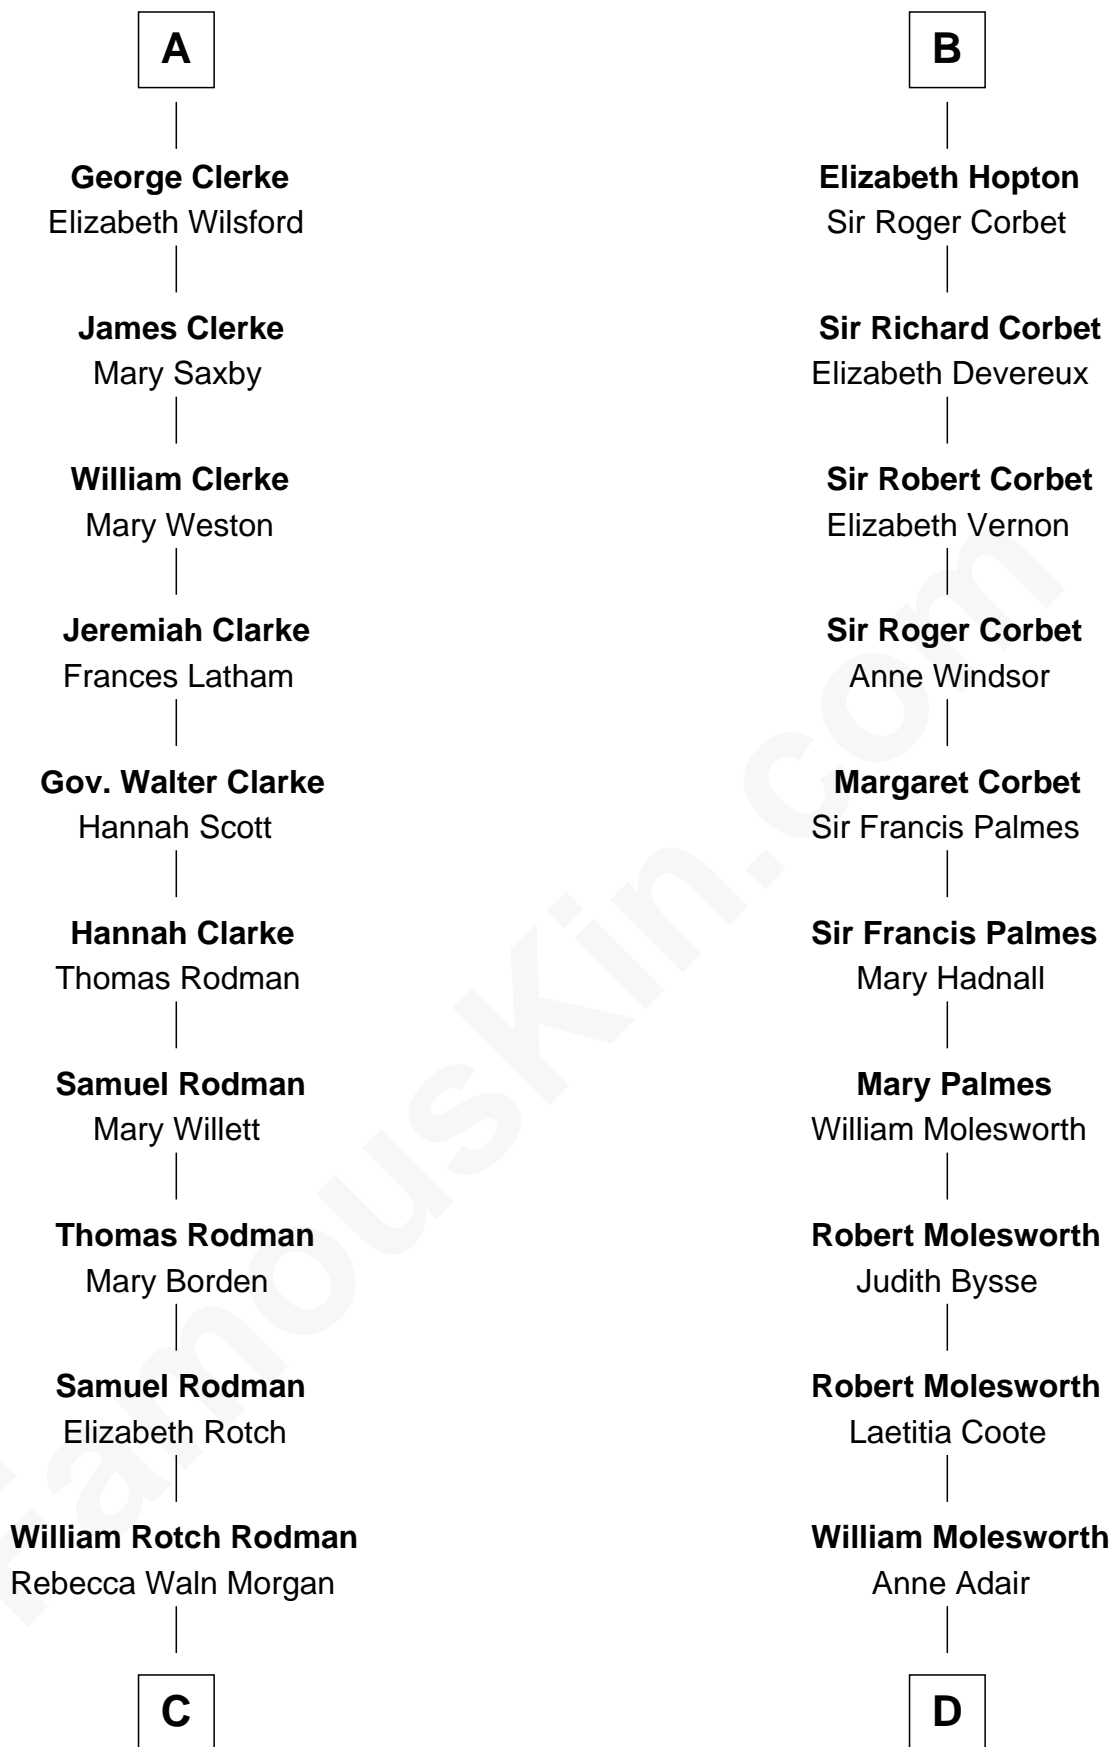 A
George Clerke
Elizabeth Wilsford
James Clerke
Mary Saxby
William Clerke
Mary Weston
Jeremiah Clarke
Frances Latham
Gov. Walter Clarke
Hannah Scott
Hannah Clarke
Thomas Rodman
Samuel Rodman
Mary Willett
Thomas Rodman
Mary Borden
Samuel Rodman
Elizabeth Rotch
William Rotch Rodman
Rebecca Waln Morgan
C
B
Elizabeth Hopton
Sir Roger Corbet
Sir Richard Corbet
Elizabeth Devereux
Sir Robert Corbet
Elizabeth Vernon
Sir Roger Corbet
Anne Windsor
Margaret Corbet
Sir Francis Palmes
Sir Francis Palmes
Mary Hadnall
Mary Palmes
William Molesworth
Robert Molesworth
Judith Bysse
Robert Molesworth
Laetitia Coote
William Molesworth
Anne Adair
D
FamousKin.com